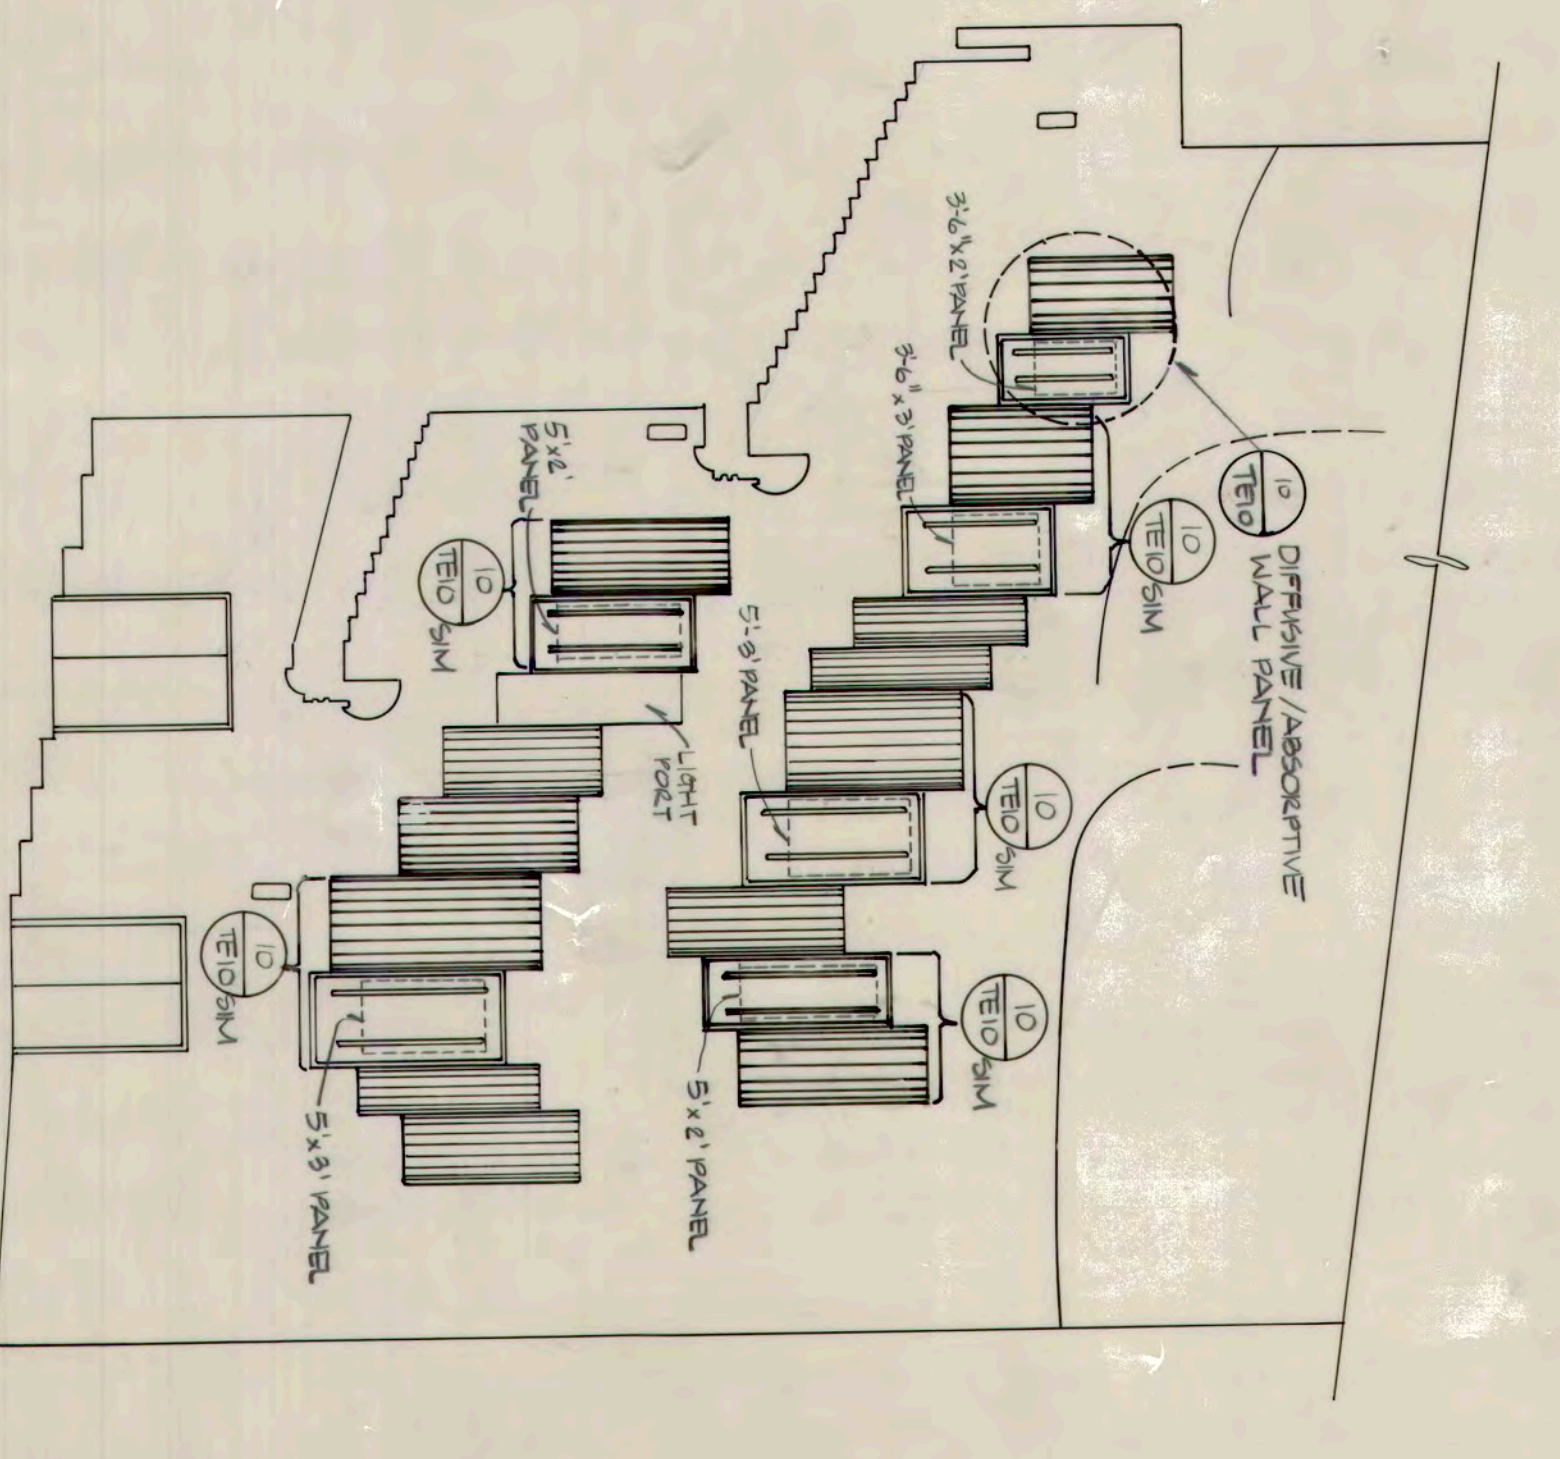 10
TE10
DIFFUSIVE/ABSORPTIVE
WALL PANEL
10
TE10 SIM
10
TE10 SIM
10
TE10 SIM
3'-6"x2' PANEL
3'-6" x 3' PANEL
5'-3' PANEL
5'x2' PANEL
LIGHT
PORT
5'x2'
PANEL
10
TE10 SIM
5'x3' PANEL
10
TE10 SIM